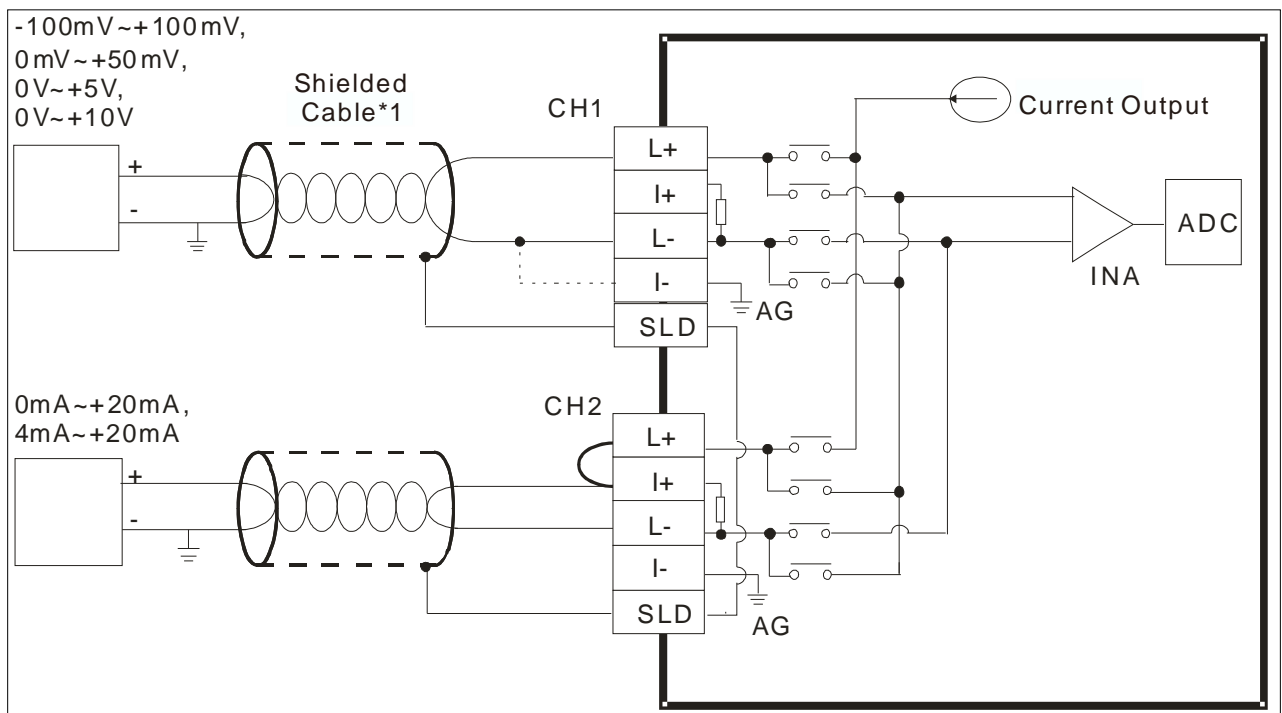 -100mV~+100mV,
0mV~+50mV,
0V~+5V,
0V~+10V
Shielded
Cable*1
CH1
Current Output
+
-
L+
I+
L-
I-
SLD
AG
INA
ADC
0mA~+20mA,
4mA~+20mA
CH2
+
-
L+
I+
L-
I-
SLD
AG